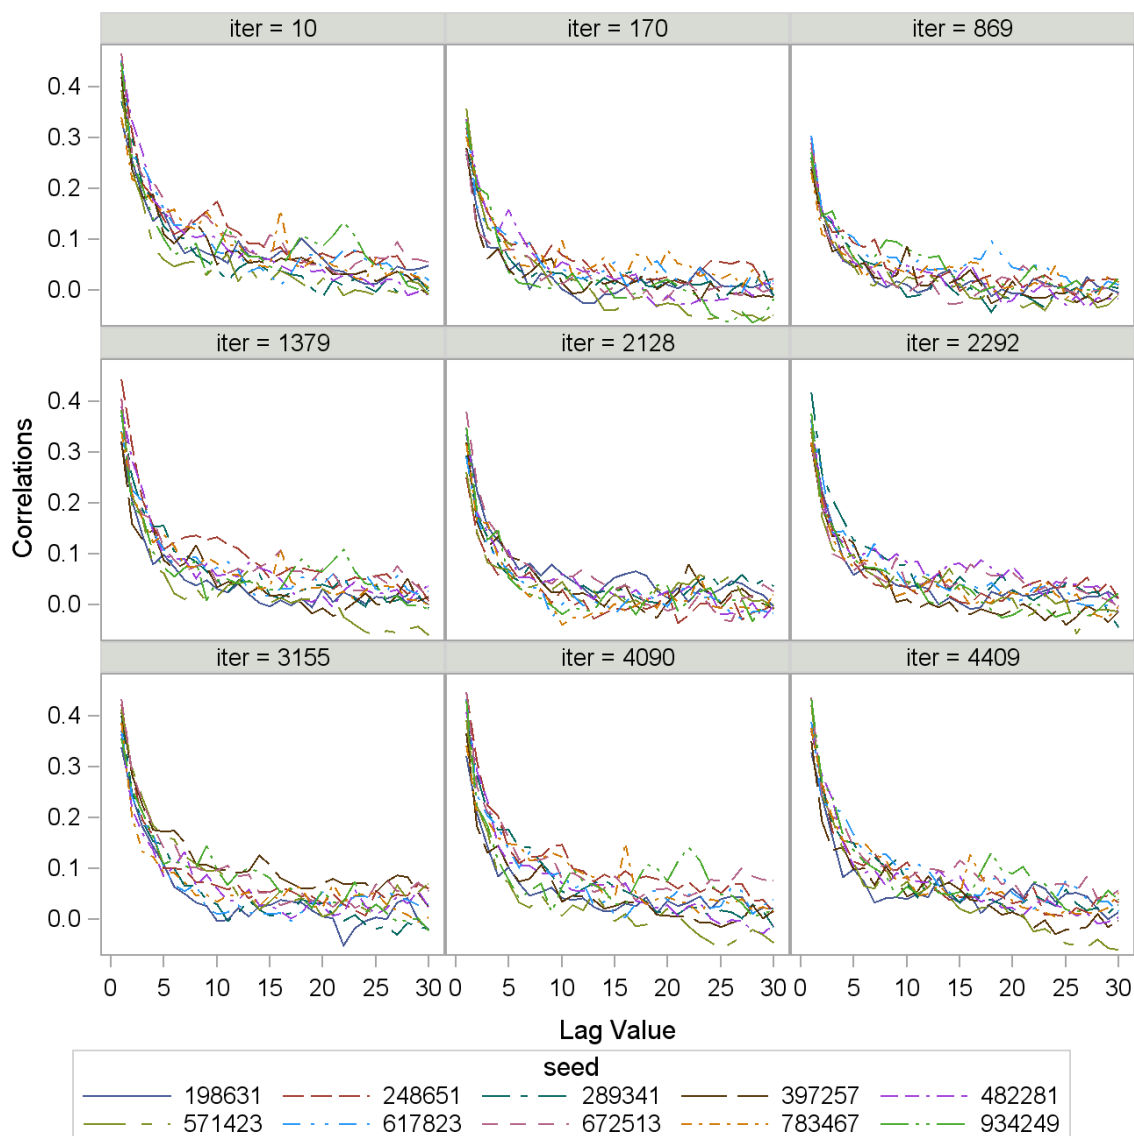 iter = 10 iter = 170 iter = 869
0.4
0.3
0.2
0.1
0.0
iter = 1379 iter = 2128 iter = 2292
0.4
0.3
0.2
0.1
0.0
Correlations
iter = 3155 iter = 4090 iter = 4409
0.4
0.3
0.2
0.1
0.0
0 5 10 15 20 25 30 0 5 10 15 20 25 30 0 5 10 15 20 25 30
Lag Value
seed
198631 248651 289341 397257 482281
571423 617823 672513 783467 934249